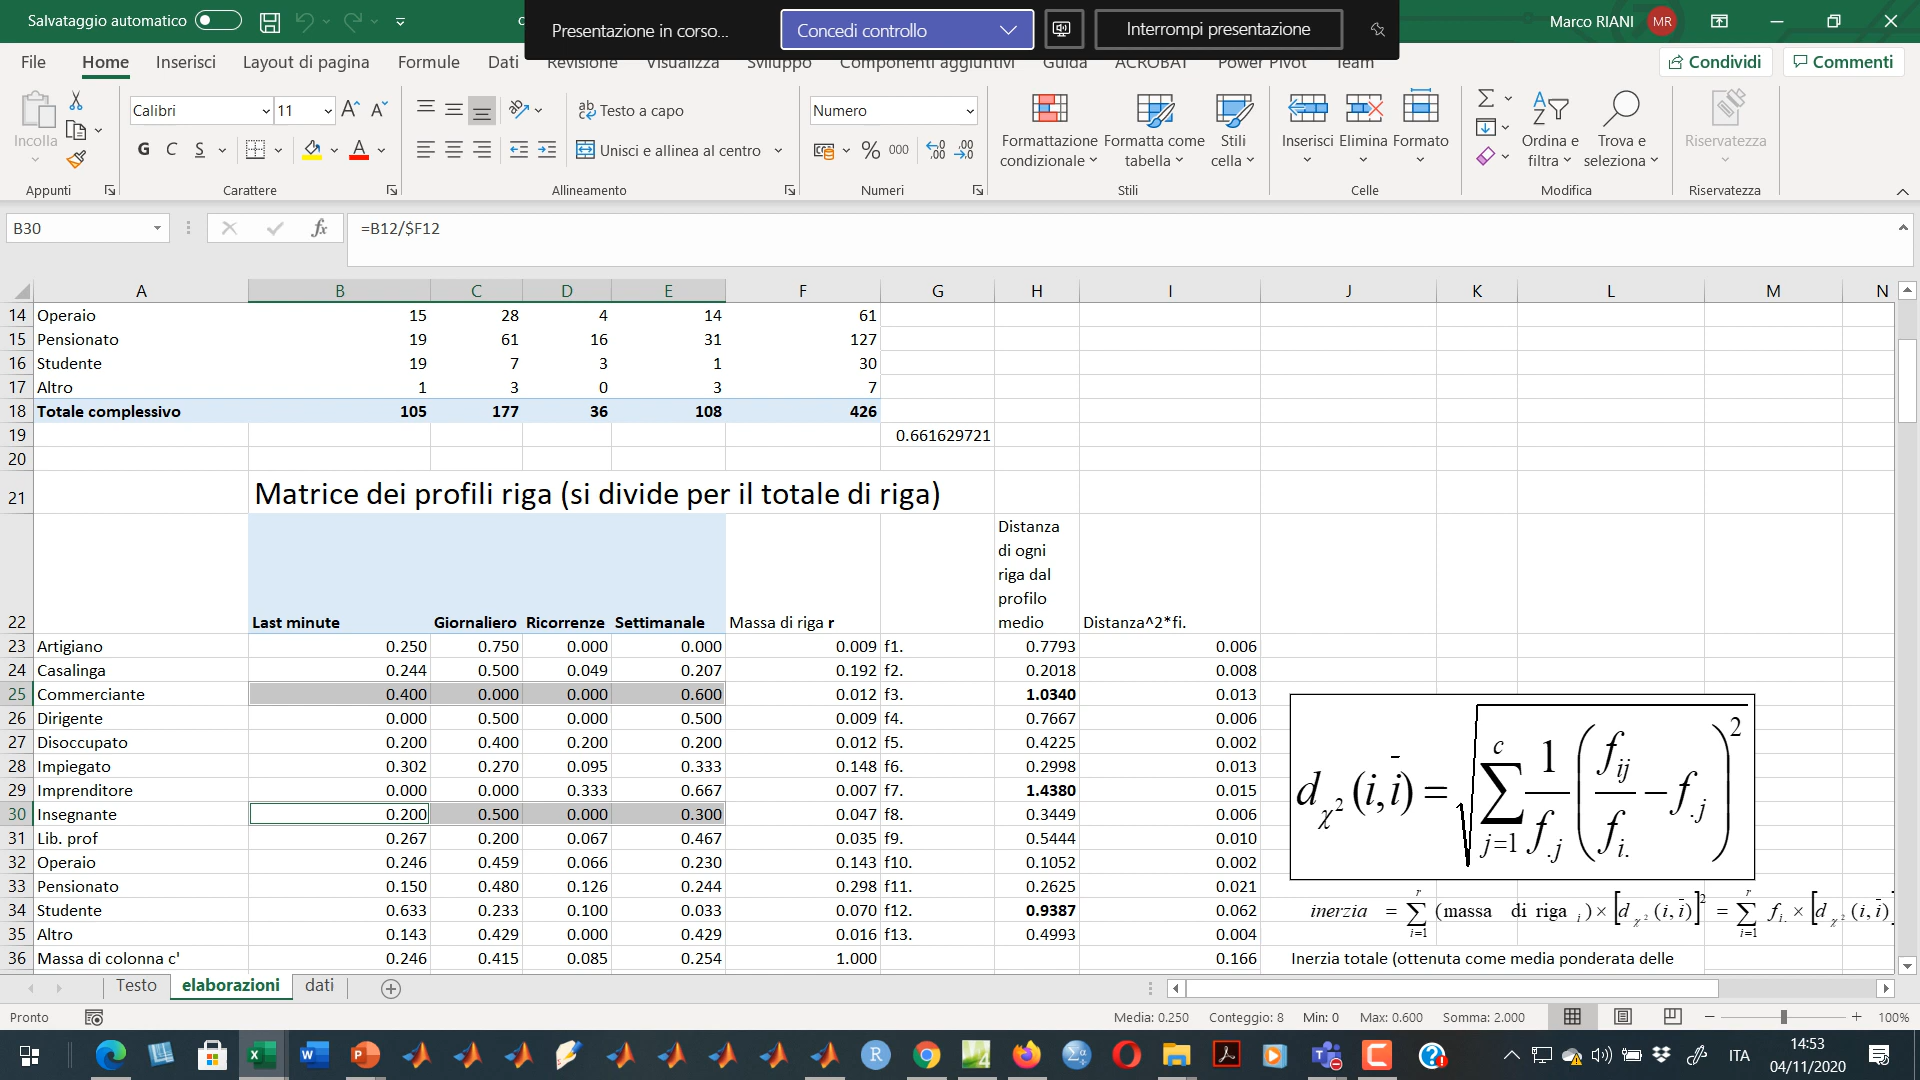 Salvataggio automatico
Presentazione in corso...
Concedi controllo
Interrompi presentazione
Marco RIANI
MR
File Home Inserisci Layout di pagina Formule Dati Revisione Visualizza Sviluppo Componenti aggiuntivi Guida ACROBAT Power Pivot Team
Condividi
Commenti
Incolla
Calibri 11
G C S
Testo a capo
Unisci e allinea al centro
Numero
% 000
Formattazione condizionale
Formatta come tabella
Stili cella
Inserisci Elimina Formato
Ordina e filtra
Trova e seleziona
Riservatezza
Appunti Carattere Allineamento Numeri Stili Celle Modifica Riservatezza
B30 fx =B12/$F12
A B C D E F G H I J K L M N
14 Operaio 15 28 4 14 61
15 Pensionato 19 61 16 31 127
16 Studente 19 7 3 1 30
17 Altro 1 3 0 3 7
18 Totale complessivo 105 177 36 108 426
19 0.661629721
20
21 Matrice dei profili riga (si divide per il totale di riga)
Distanza
di ogni
riga dal
profilo
22 Last minute Giornaliero Ricorrenze Settimanale Massa di riga r medio Distanza^2*fi.
23 Artigiano 0.250 0.750 0.000 0.000 0.009 f1. 0.7793 0.006
24 Casalinga 0.244 0.500 0.049 0.207 0.192 f2. 0.2018 0.008
25 Commerciante 0.400 0.000 0.000 0.600 0.012 f3. 1.0340 0.013
26 Dirigente 0.000 0.500 0.000 0.500 0.009 f4. 0.7667 0.006
27 Disoccupato 0.200 0.400 0.200 0.200 0.012 f5. 0.4225 0.002
28 Impiegato 0.302 0.270 0.095 0.333 0.148 f6. 0.2998 0.013
29 Imprenditore 0.000 0.000 0.333 0.667 0.007 f7. 1.4380 0.015
30 Insegnante 0.200 0.500 0.000 0.300 0.047 f8. 0.3449 0.006
31 Lib. prof 0.267 0.200 0.067 0.467 0.035 f9. 0.5444 0.010
32 Operaio 0.246 0.459 0.066 0.230 0.143 f10. 0.1052 0.002
33 Pensionato 0.150 0.480 0.126 0.244 0.298 f11. 0.2625 0.021
34 Studente 0.633 0.233 0.100 0.033 0.070 f12. 0.9387 0.062
35 Altro 0.143 0.429 0.000 0.429 0.016 f13. 0.4993 0.004
36 Massa di colonna c' 0.246 0.415 0.085 0.254 1.000 0.166 Inerzia totale (ottenuta come media ponderata delle
d χ² (i, ī) = √ Σ j=1 c 1/f.j ( fij/fi. − f.j )²
inerzia = Σ i=1 r (massa di riga i) × [d χ² (i, ī)]² = Σ i=1 r fi. × [d χ² (i, ī)]
Testo elaborazioni dati
Pronto
Media: 0.250 Conteggio: 8 Min: 0 Max: 0.600 Somma: 2.000
100%
ITA
14:53
04/11/2020